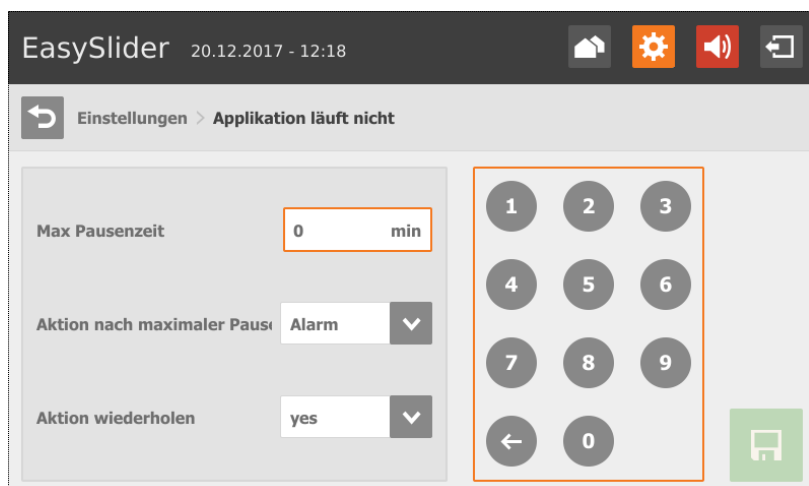 EasySlider 20.12.2017 - 12:18
Einstellungen > Applikation läuft nicht
Max Pausenzeit 0 min
Aktion nach maximaler Pause Alarm
Aktion wiederholen yes
1 2 3
4 5 6
7 8 9
0